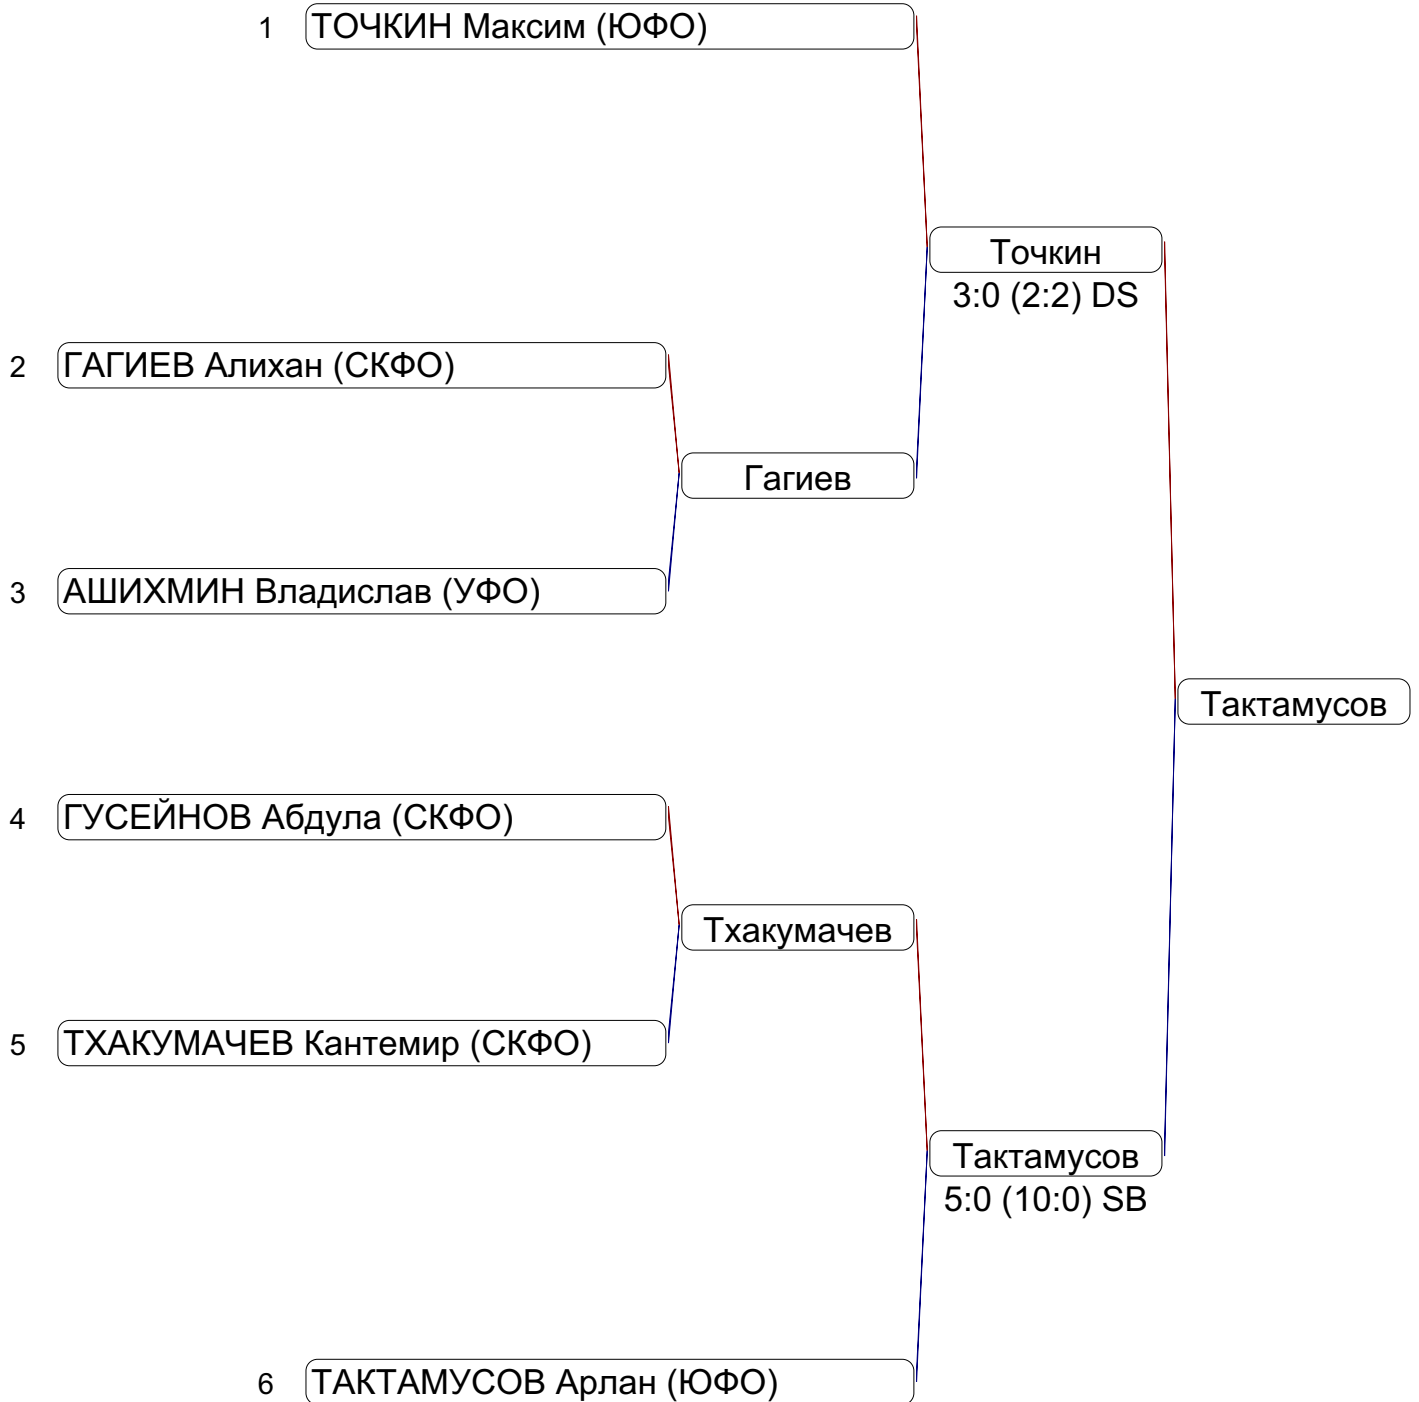 1 ТОЧКИН Максим (ЮФО)
Точкин
3:0 (2:2) DS
2 ГАГИЕВ Алихан (СКФО)
Гагиев
3 АШИХМИН Владислав (УФО)
Тактамусов
4 ГУСЕЙНОВ Абдула (СКФО)
Тхакумачев
5 ТХАКУМАЧЕВ Кантемир (СКФО)
Тактамусов
5:0 (10:0) SB
6 ТАКТАМУСОВ Арлан (ЮФО)